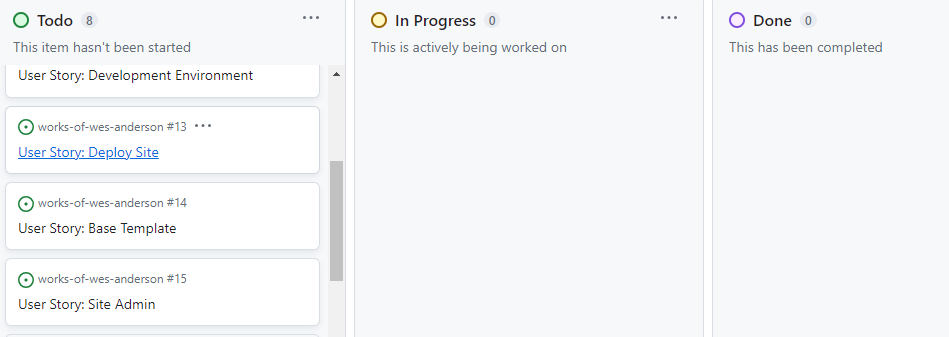 Todo 8
This item hasn't been started
User Story: Development Environment
works-of-wes-anderson #13
User Story: Deploy Site
works-of-wes-anderson #14
User Story: Base Template
works-of-wes-anderson #15
User Story: Site Admin
In Progress 0
This is actively being worked on
Done 0
This has been completed